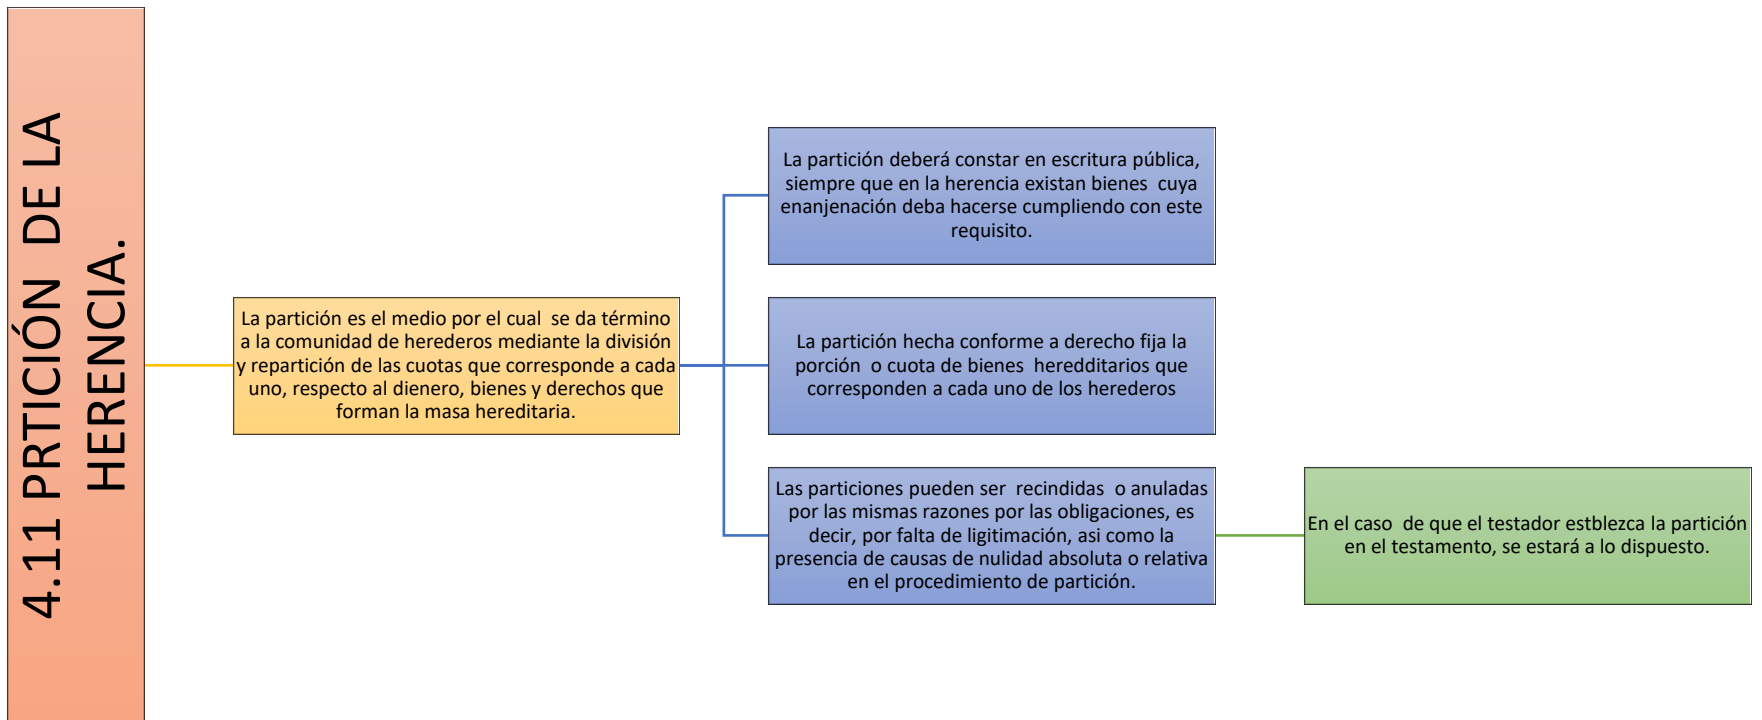 4.11 PRTICIÓN DE LA
HERENCIA.
La partición es el medio por el cual se da término
a la comunidad de herederos mediante la división
y repartición de las cuotas que corresponde a cada
uno, respecto al dienero, bienes y derechos que
forman la masa hereditaria.
La partición deberá constar en escritura pública,
siempre que en la herencia existan bienes cuya
enanjenación deba hacerse cumpliendo con este
requisito.
La partición hecha conforme a derecho fija la
porción o cuota de bienes heredditarios que
corresponden a cada uno de los herederos
Las particiones pueden ser recindidas o anuladas
por las mismas razones por las obligaciones, es
decir, por falta de ligitimación, asi como la
presencia de causas de nulidad absoluta o relativa
en el procedimiento de partición.
En el caso de que el testador estblezca la partición
en el testamento, se estará a lo dispuesto.